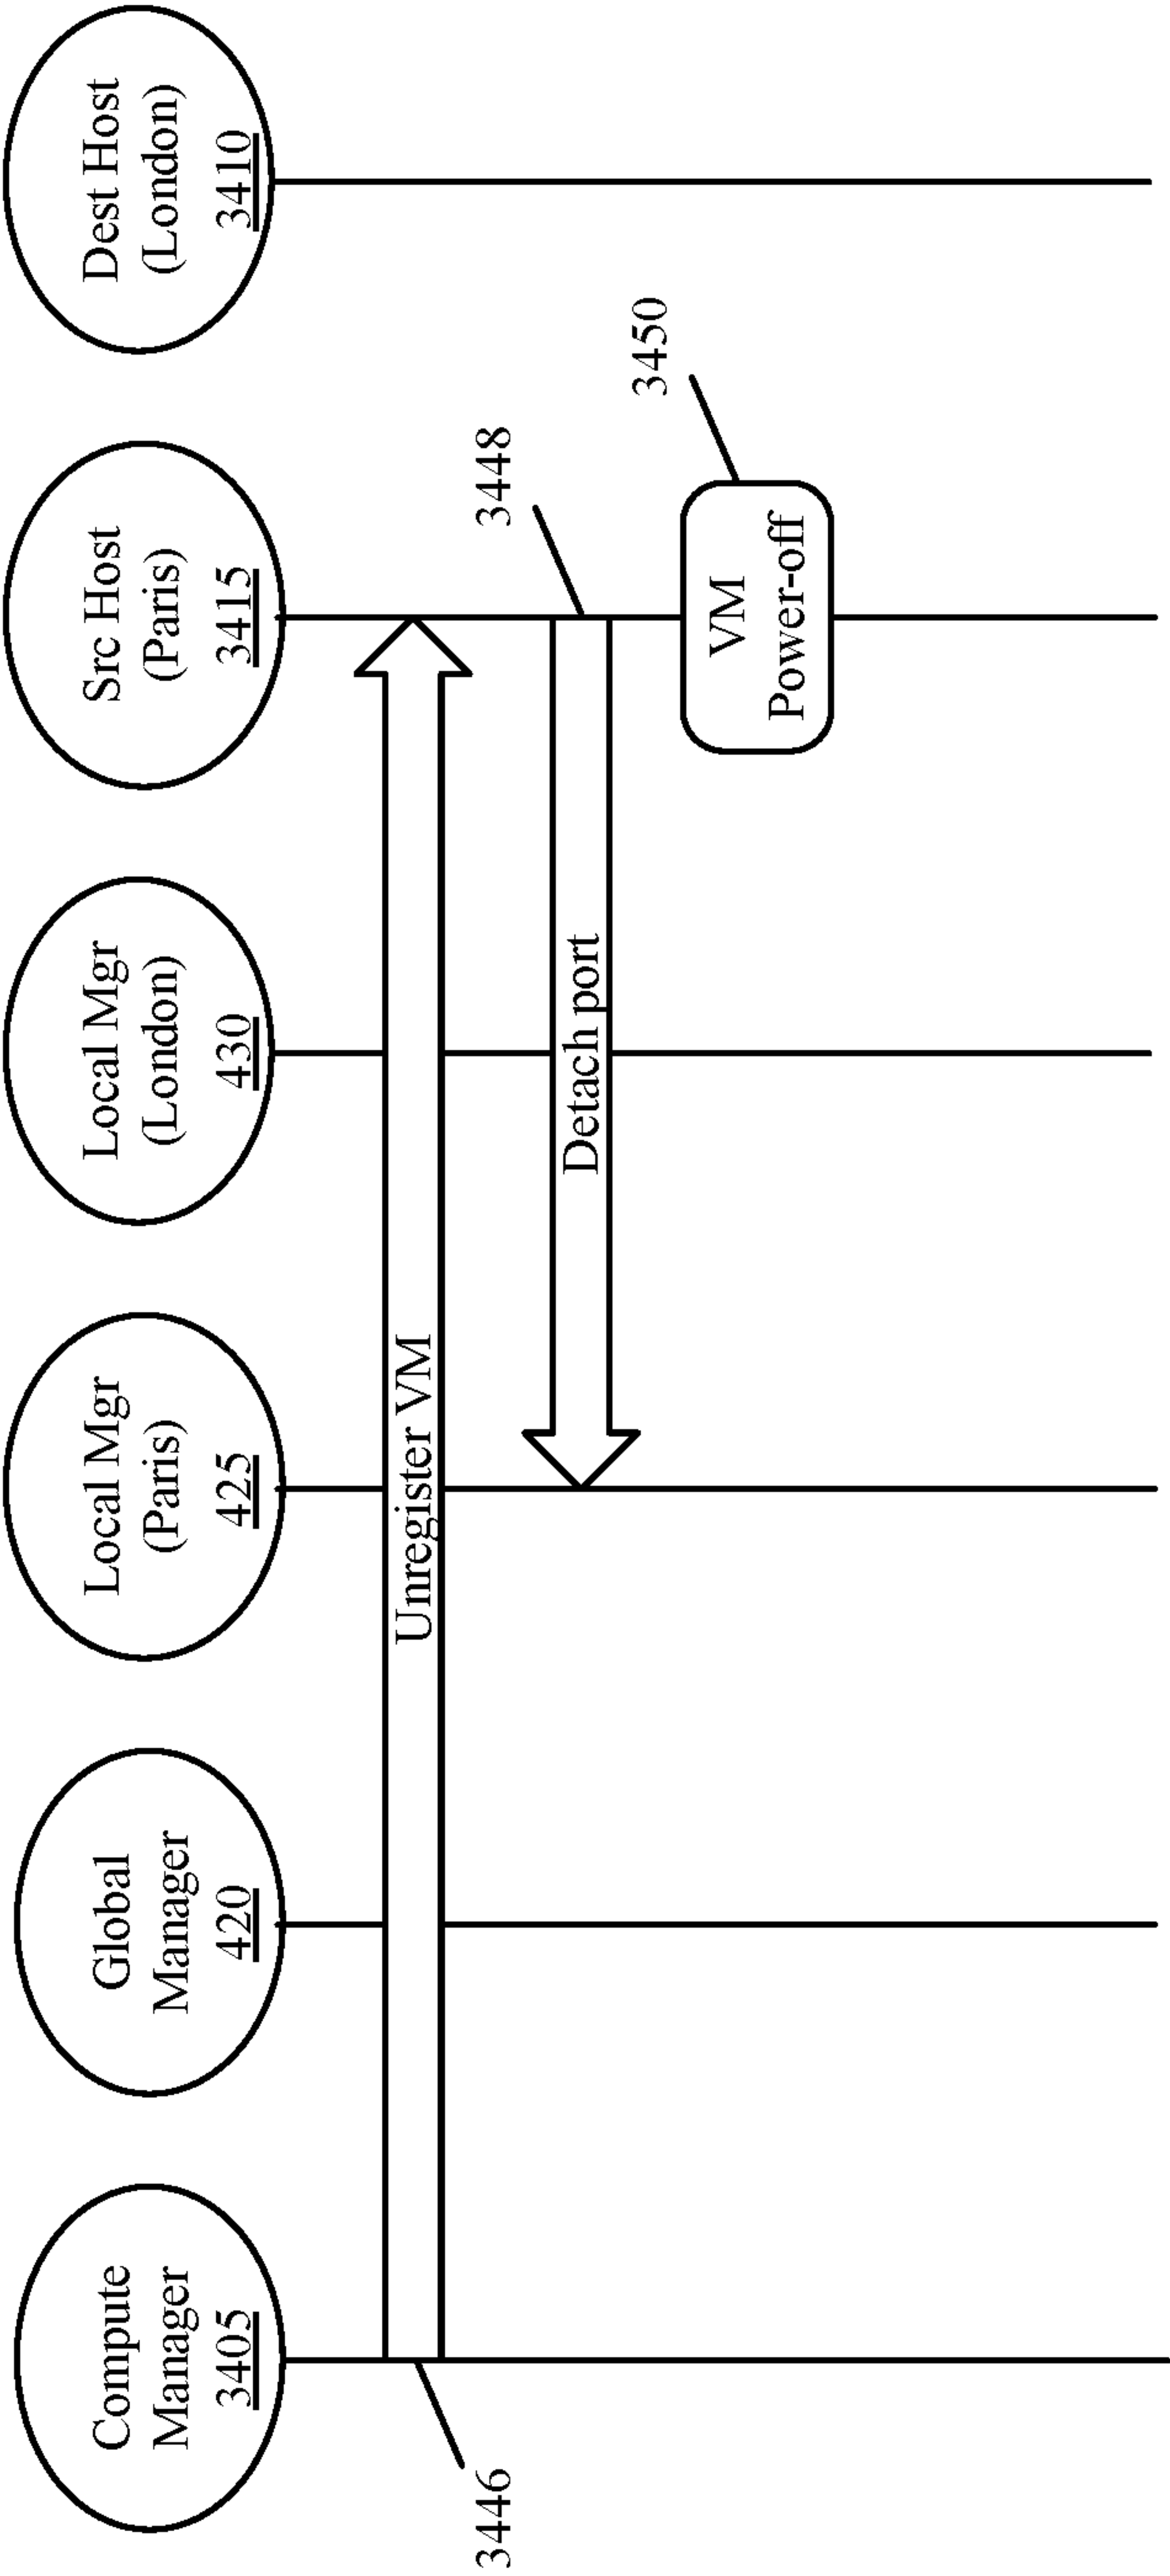 Compute
Manager
3405
Global
Manager
420
Local Mgr
(Paris)
425
Local Mgr
(London)
430
Src Host
(Paris)
3415
Dest Host
(London)
3410
3446
Unregister VM
3448
Detach port
3450
VM
Power-off